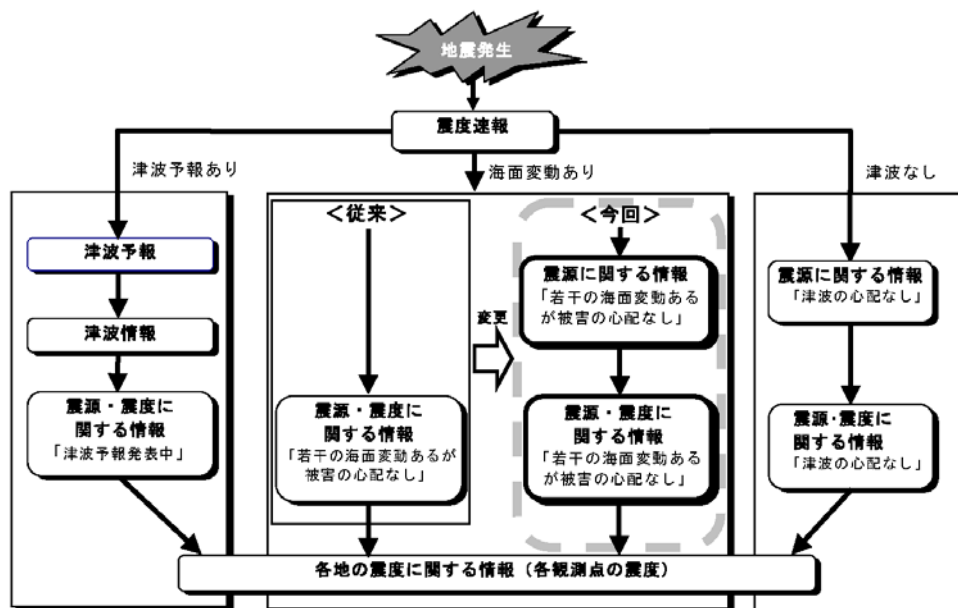 地震発生
震度速報
津波予報あり
海面変動あり
津波なし
津波予報
津波情報
震源・震度に
関する情報
「津波予報発表中」
＜従来＞
震源・震度に
関する情報
「若干の海面変動あるが
被害の心配なし」
変更
＜今回＞
震源に関する情報
「若干の海面変動ある
が被害の心配なし」
震源・震度に
関する情報
「若干の海面変動ある
が被害の心配なし」
震源に関する情報
「津波の心配なし」
震源・震度に
関する情報
「津波の心配なし」
各地の震度に関する情報（各観測点の震度）